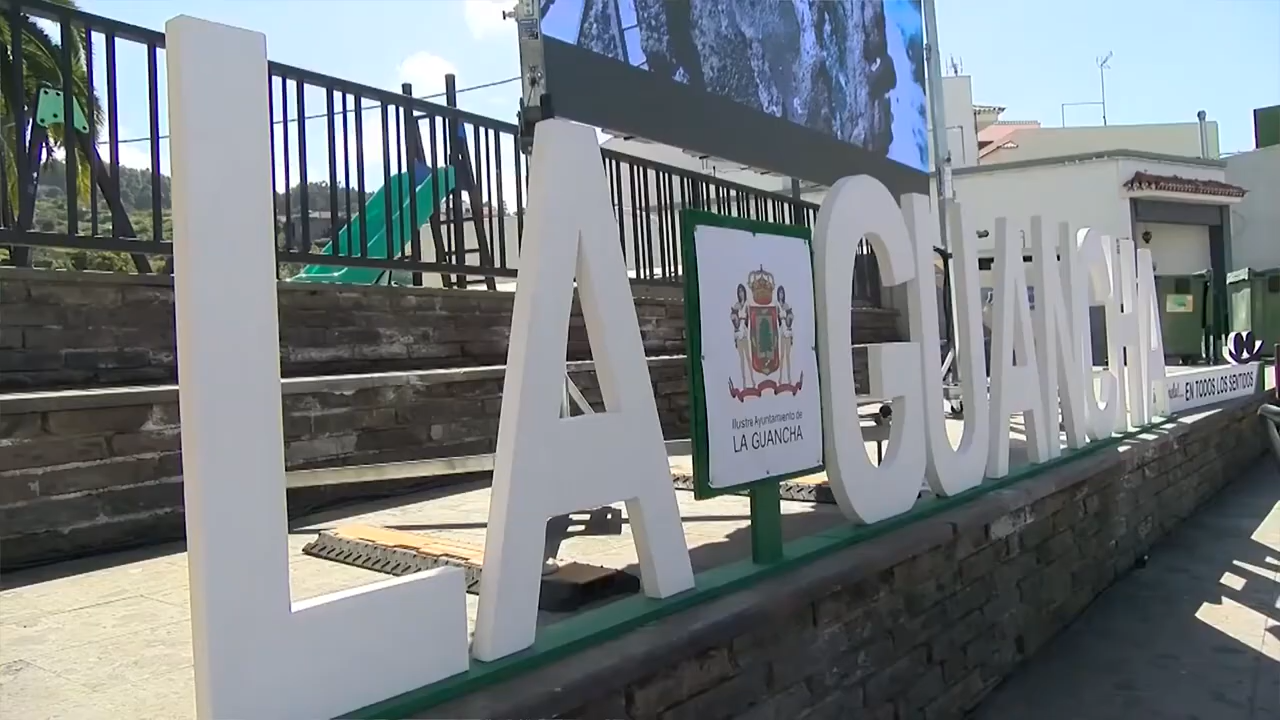 LA GUANCHA
Ilustre Ayuntamiento de
LA GUANCHA
EN TODOS LOS SENTIDOS